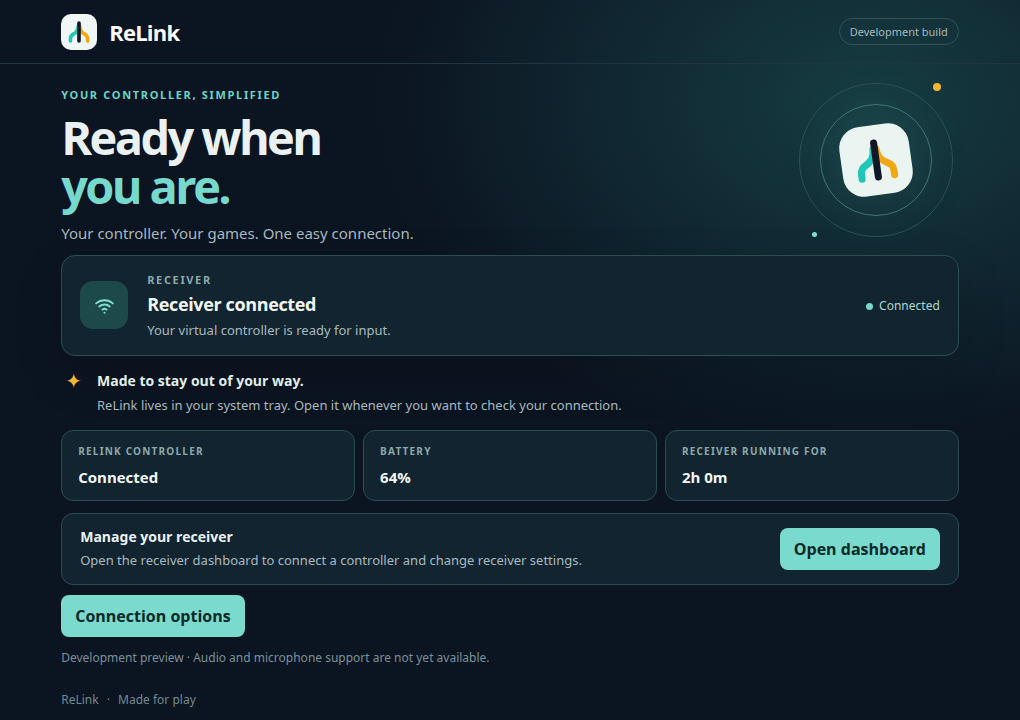 ReLink
Development build
YOUR CONTROLLER, SIMPLIFIED
Ready when
you are.
Your controller. Your games. One easy connection.
RECEIVER
Receiver connected
Your virtual controller is ready for input.
Connected
Made to stay out of your way.
ReLink lives in your system tray. Open it whenever you want to check your connection.
RELINK CONTROLLER
Connected
BATTERY
64%
RECEIVER RUNNING FOR
2h 0m
Manage your receiver
Open the receiver dashboard to connect a controller and change receiver settings.
Open dashboard
Connection options
Development preview · Audio and microphone support are not yet available.
ReLink · Made for play